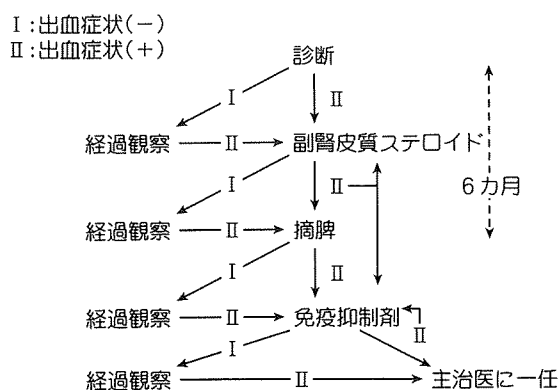 Ⅰ:出血症状(－)
Ⅱ:出血症状(＋)
診断
Ⅰ
Ⅱ
経過観察
Ⅱ
副腎皮質ステロイド
Ⅰ
Ⅱ
6カ月
経過観察
Ⅱ
摘脾
Ⅰ
Ⅱ
経過観察
Ⅱ
免疫抑制剤
Ⅱ
Ⅰ
経過観察
Ⅱ
主治医に一任